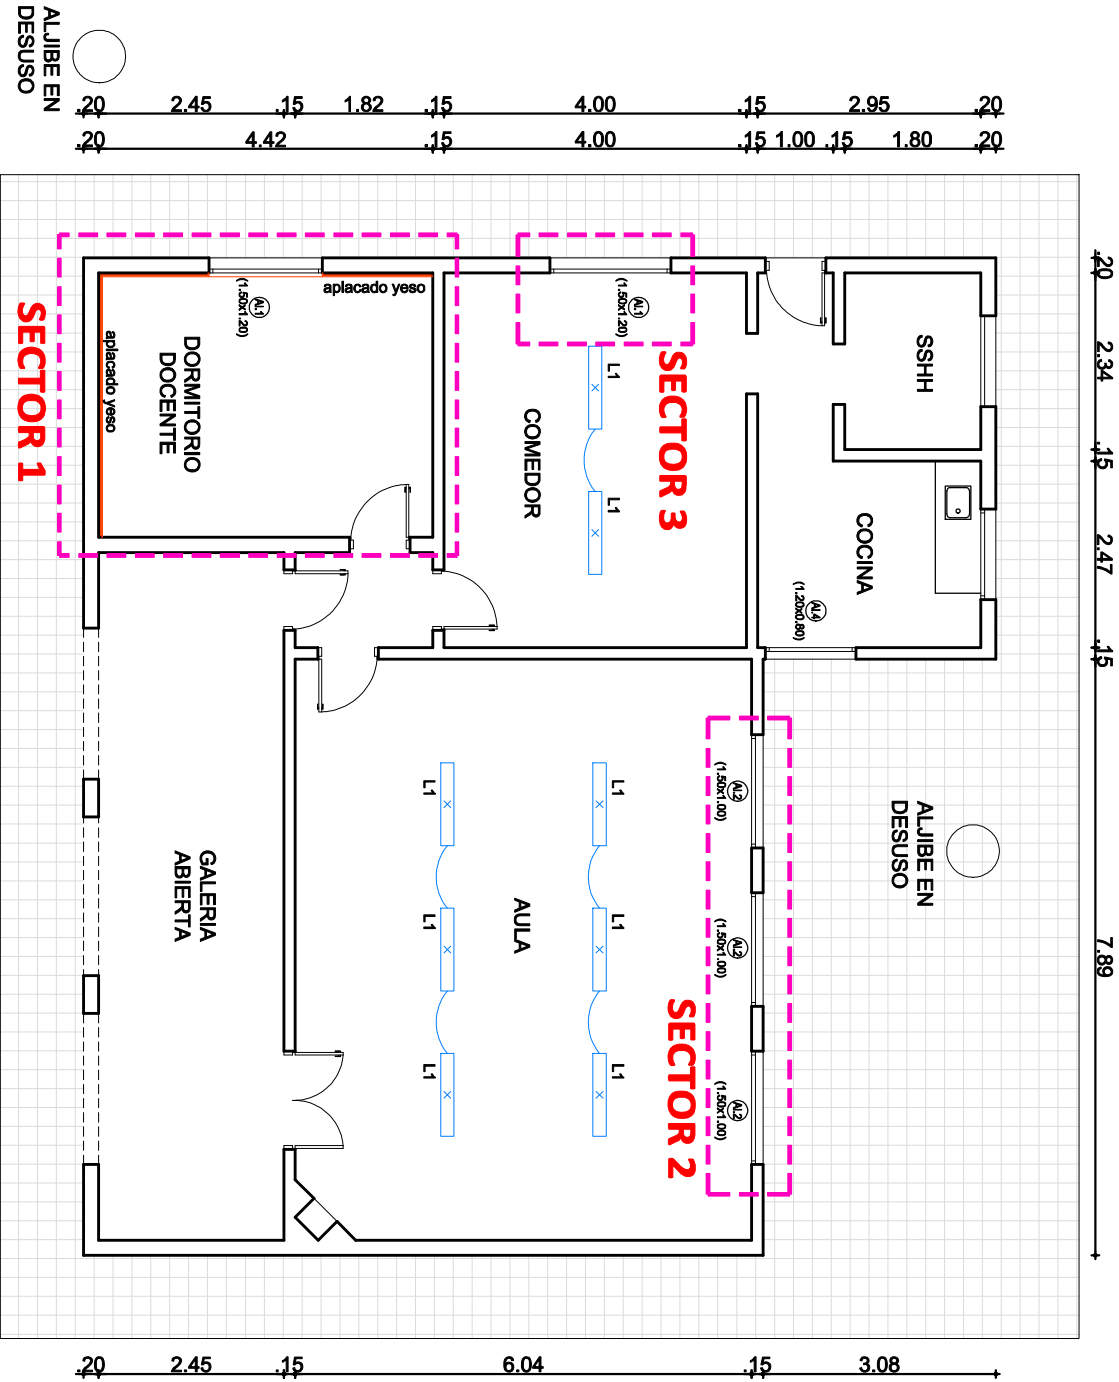 ALJIBE EN
DESUSO
.20
2.45
.15
1.82
.15
4.00
.15
2.95
.20
.20
4.42
.15
4.00
.15
1.00
.15
1.80
.20
.20
2.34
.15
2.47
.15
7.89
SECTOR 1
aplacado yeso
aplacado yeso
AL1
(1.50x1.20)
DORMITORIO
DOCENTE
AL1
(1.50x1.20)
SECTOR 3
L1
L1
COMEDOR
SSHH
COCINA
AL4
(1.20x0.80)
ALJIBE EN
DESUSO
AL2
(1.50x1.00)
AL2
(1.50x1.00)
AL2
(1.50x1.00)
SECTOR 2
L1
L1
L1
L1
L1
L1
AULA
GALERIA
ABIERTA
.20
2.45
.15
6.04
.15
3.08